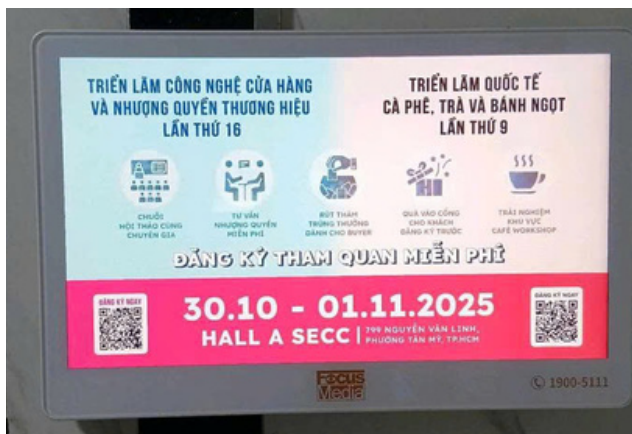 TRIỂN LÃM CÔNG NGHỆ CỬA HÀNG
VÀ NHƯỢNG QUYỀN THƯƠNG HIỆU
LẦN THỨ 16
TRIỂN LÃM QUỐC TẾ
CÀ PHÊ, TRÀ VÀ BÁNH NGỌT
LẦN THỨ 9
CHUỖI
HỘI THẢO CÙNG
CHUYÊN GIA
TƯ VẤN
NHƯỢNG QUYỀN
MIỄN PHÍ
RÚT THĂM
TRÚNG THƯỞNG
DÀNH CHO BUYER
QUÀ VÀO CỔNG
CHO KHÁCH
ĐĂNG KÝ TRƯỚC
TRẢI NGHIỆM
KHU VỰC
CAFÉ WORKSHOP
ĐĂNG KÝ THAM QUAN MIỄN PHÍ
ĐĂNG KÝ NGAY
30.10 - 01.11.2025
HALL A SECC
799 NGUYỄN VĂN LINH,
PHƯỜNG TÂN MỸ, TP.HCM
ĐĂNG KÝ NGAY
Focus
Media
1900-5111